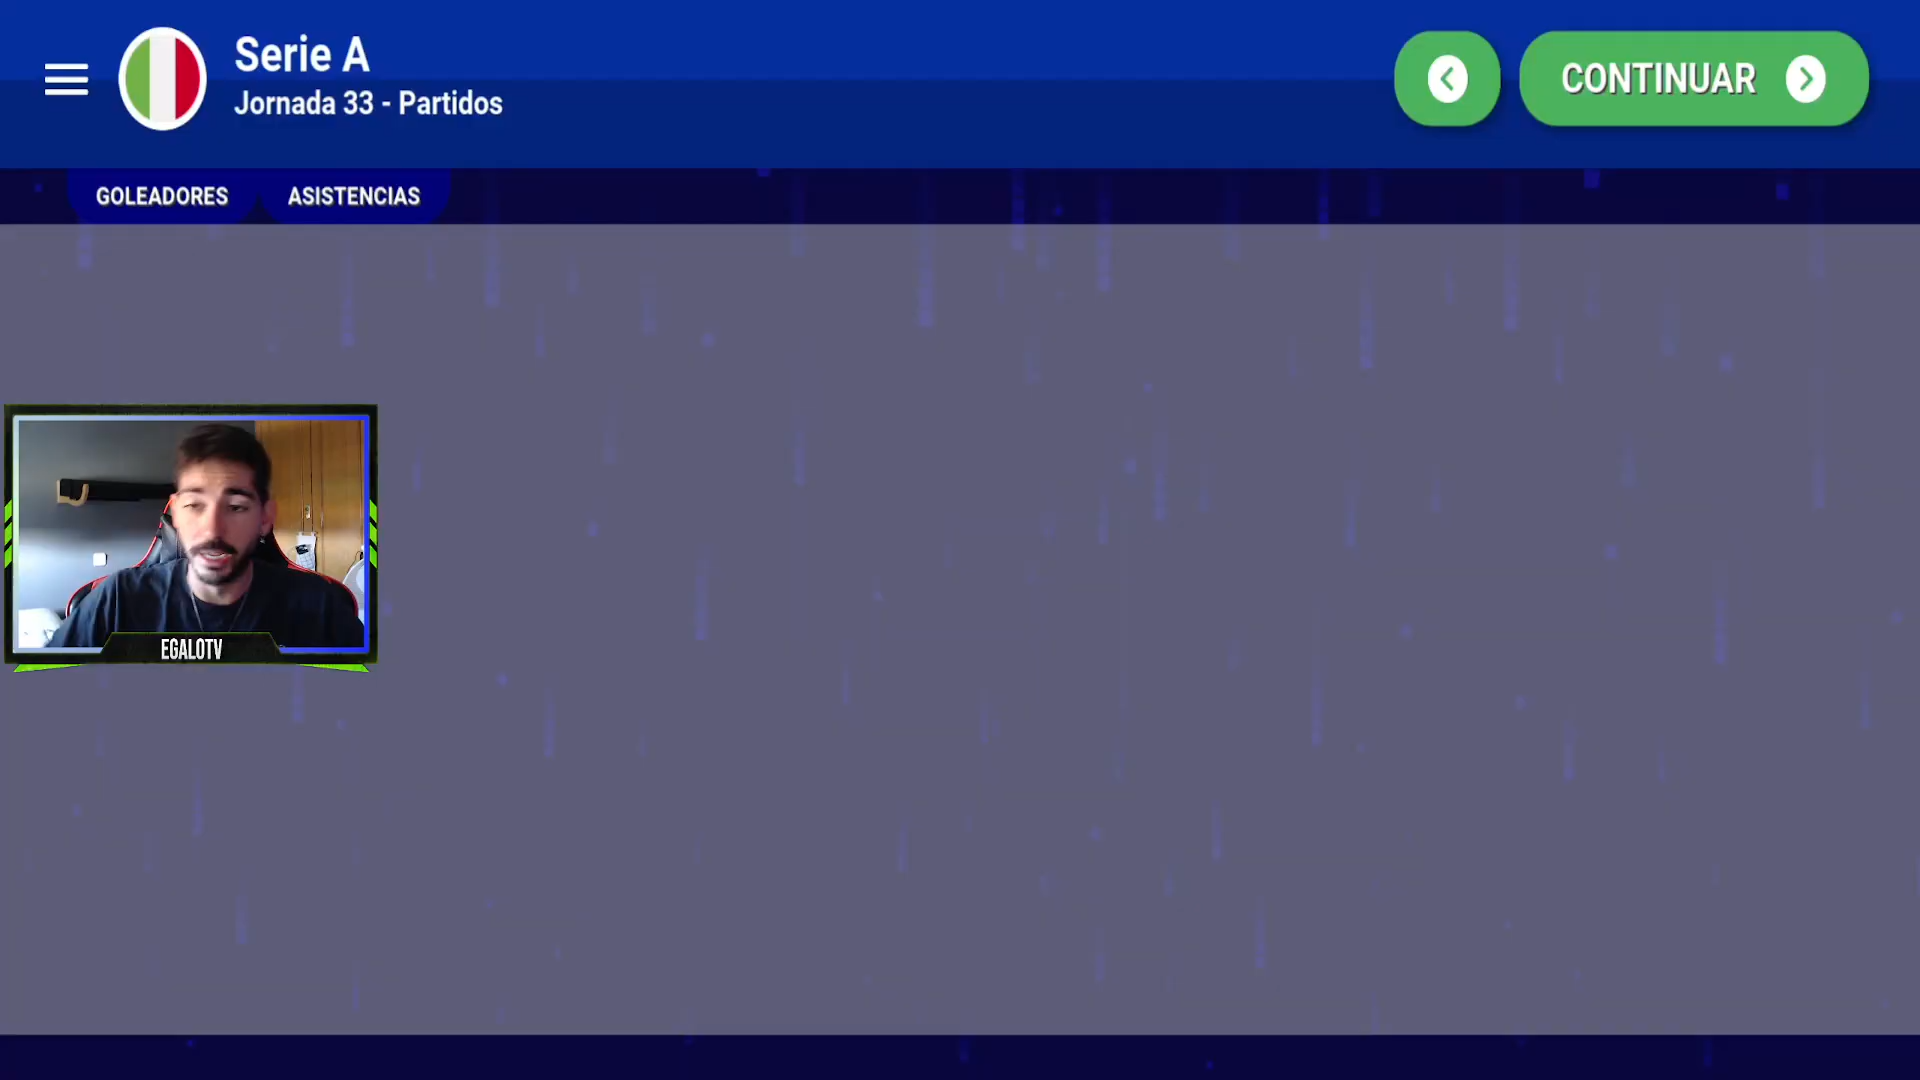 Serie A
Jornada 33 - Partidos
CONTINUAR
GOLEADORES
ASISTENCIAS
EGALOTV